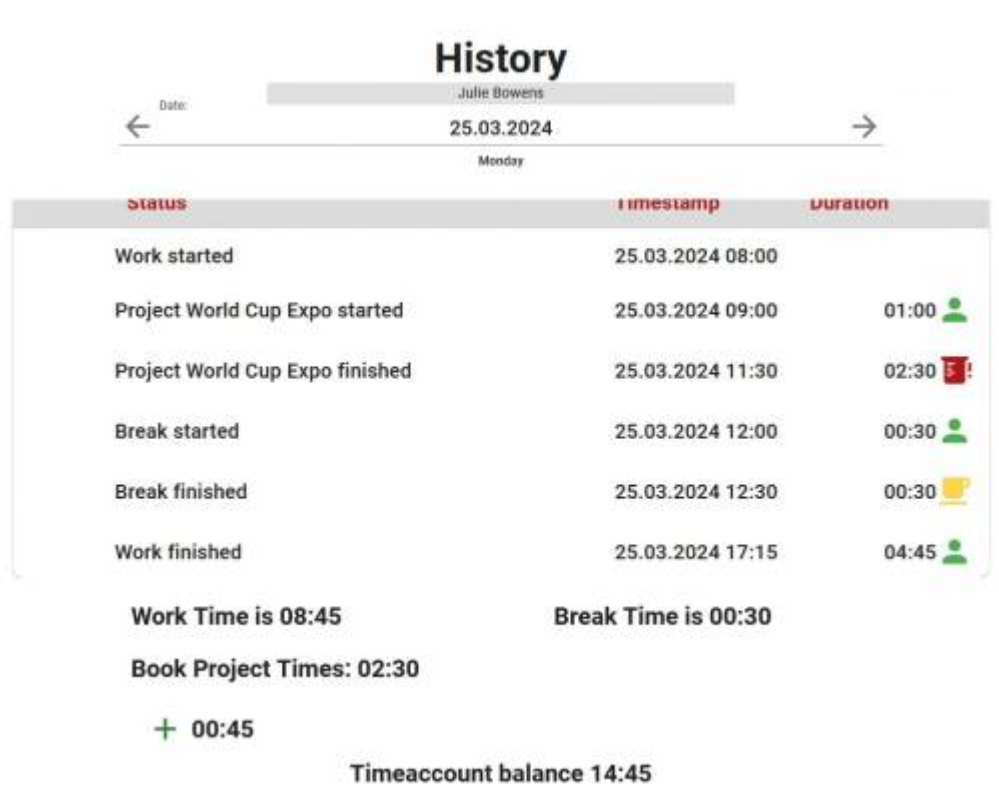 History
Julie Bowens
Date:
25.03.2024
Monday
Status Timestamp Duration
Work started 25.03.2024 08:00
Project World Cup Expo started 25.03.2024 09:00 01:00
Project World Cup Expo finished 25.03.2024 11:30 02:30
Break started 25.03.2024 12:00 00:30
Break finished 25.03.2024 12:30 00:30
Work finished 25.03.2024 17:15 04:45
Work Time is 08:45 Break Time is 00:30
Book Project Times: 02:30
+ 00:45
Timeaccount balance 14:45